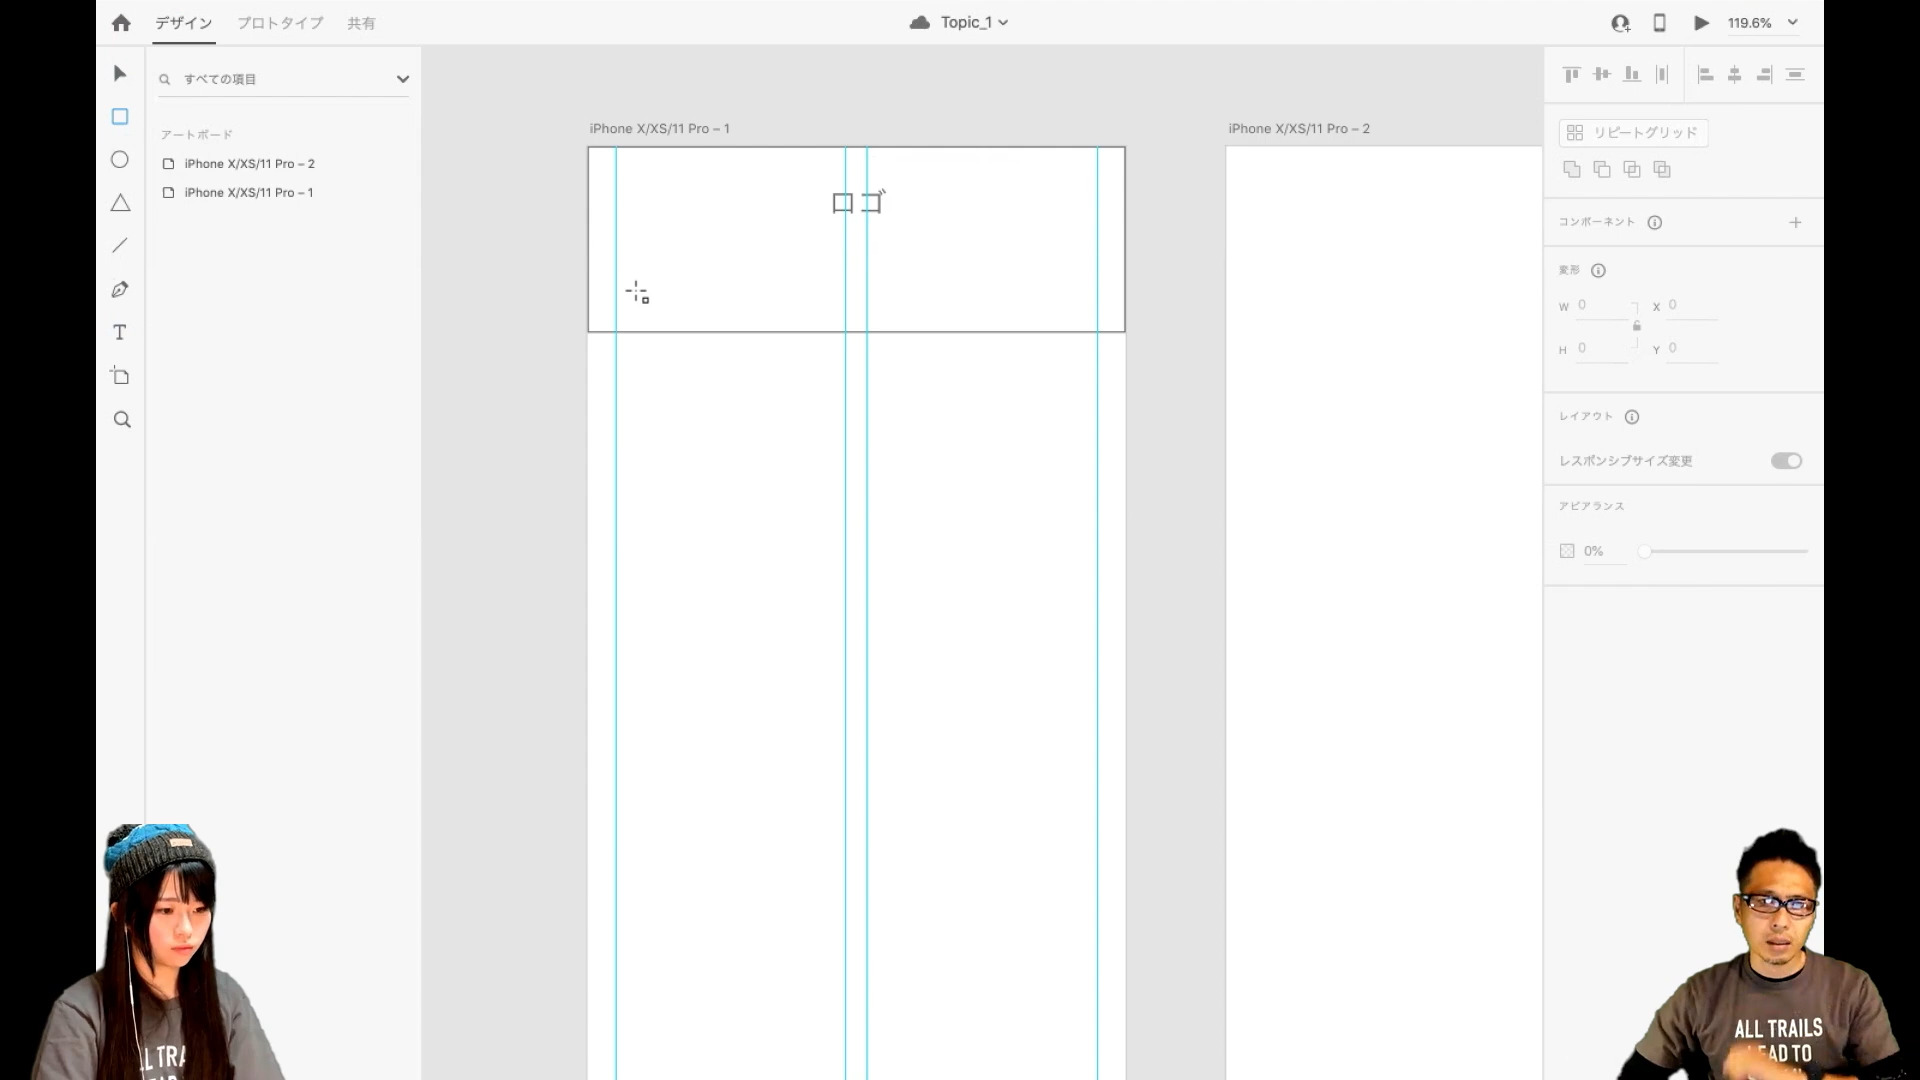 デザイン プロトタイプ 共有 Topic_1 119.6%
すべての項目
アートボード
iPhone X/XS/11 Pro – 2
iPhone X/XS/11 Pro – 1
iPhone X/XS/11 Pro – 1
iPhone X/XS/11 Pro – 2
ロゴ
T
リピートグリッド
コンポーネント
変形
W 0 X 0
H 0 Y 0
レイアウト
レスポンシブサイズ変更
アピアランス
0%
ALL TRAILS
LEAD TO